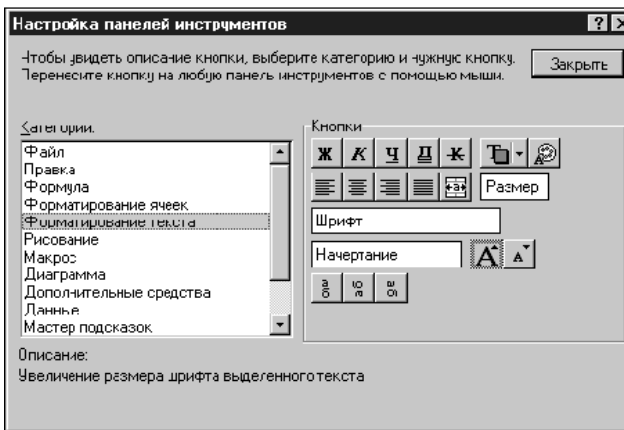 Настройка панелей инструментов
Чтобы увидеть описание кнопки, выберите категорию и нужную кнопку.
Перенесите кнопку на любую панель инструментов с помощью мыши.
Закрыть
Категории:
Файл
Правка
Формула
Форматирование ячеек
Форматирование текста
Рисование
Макрос
Диаграмма
Дополнительные средства
Данные
Мастер подсказок
Кнопки
Ж К Ч Д К
а
Размер
Шрифт
Начертание
A A
Описание:
Увеличение размера шрифта выделенного текста